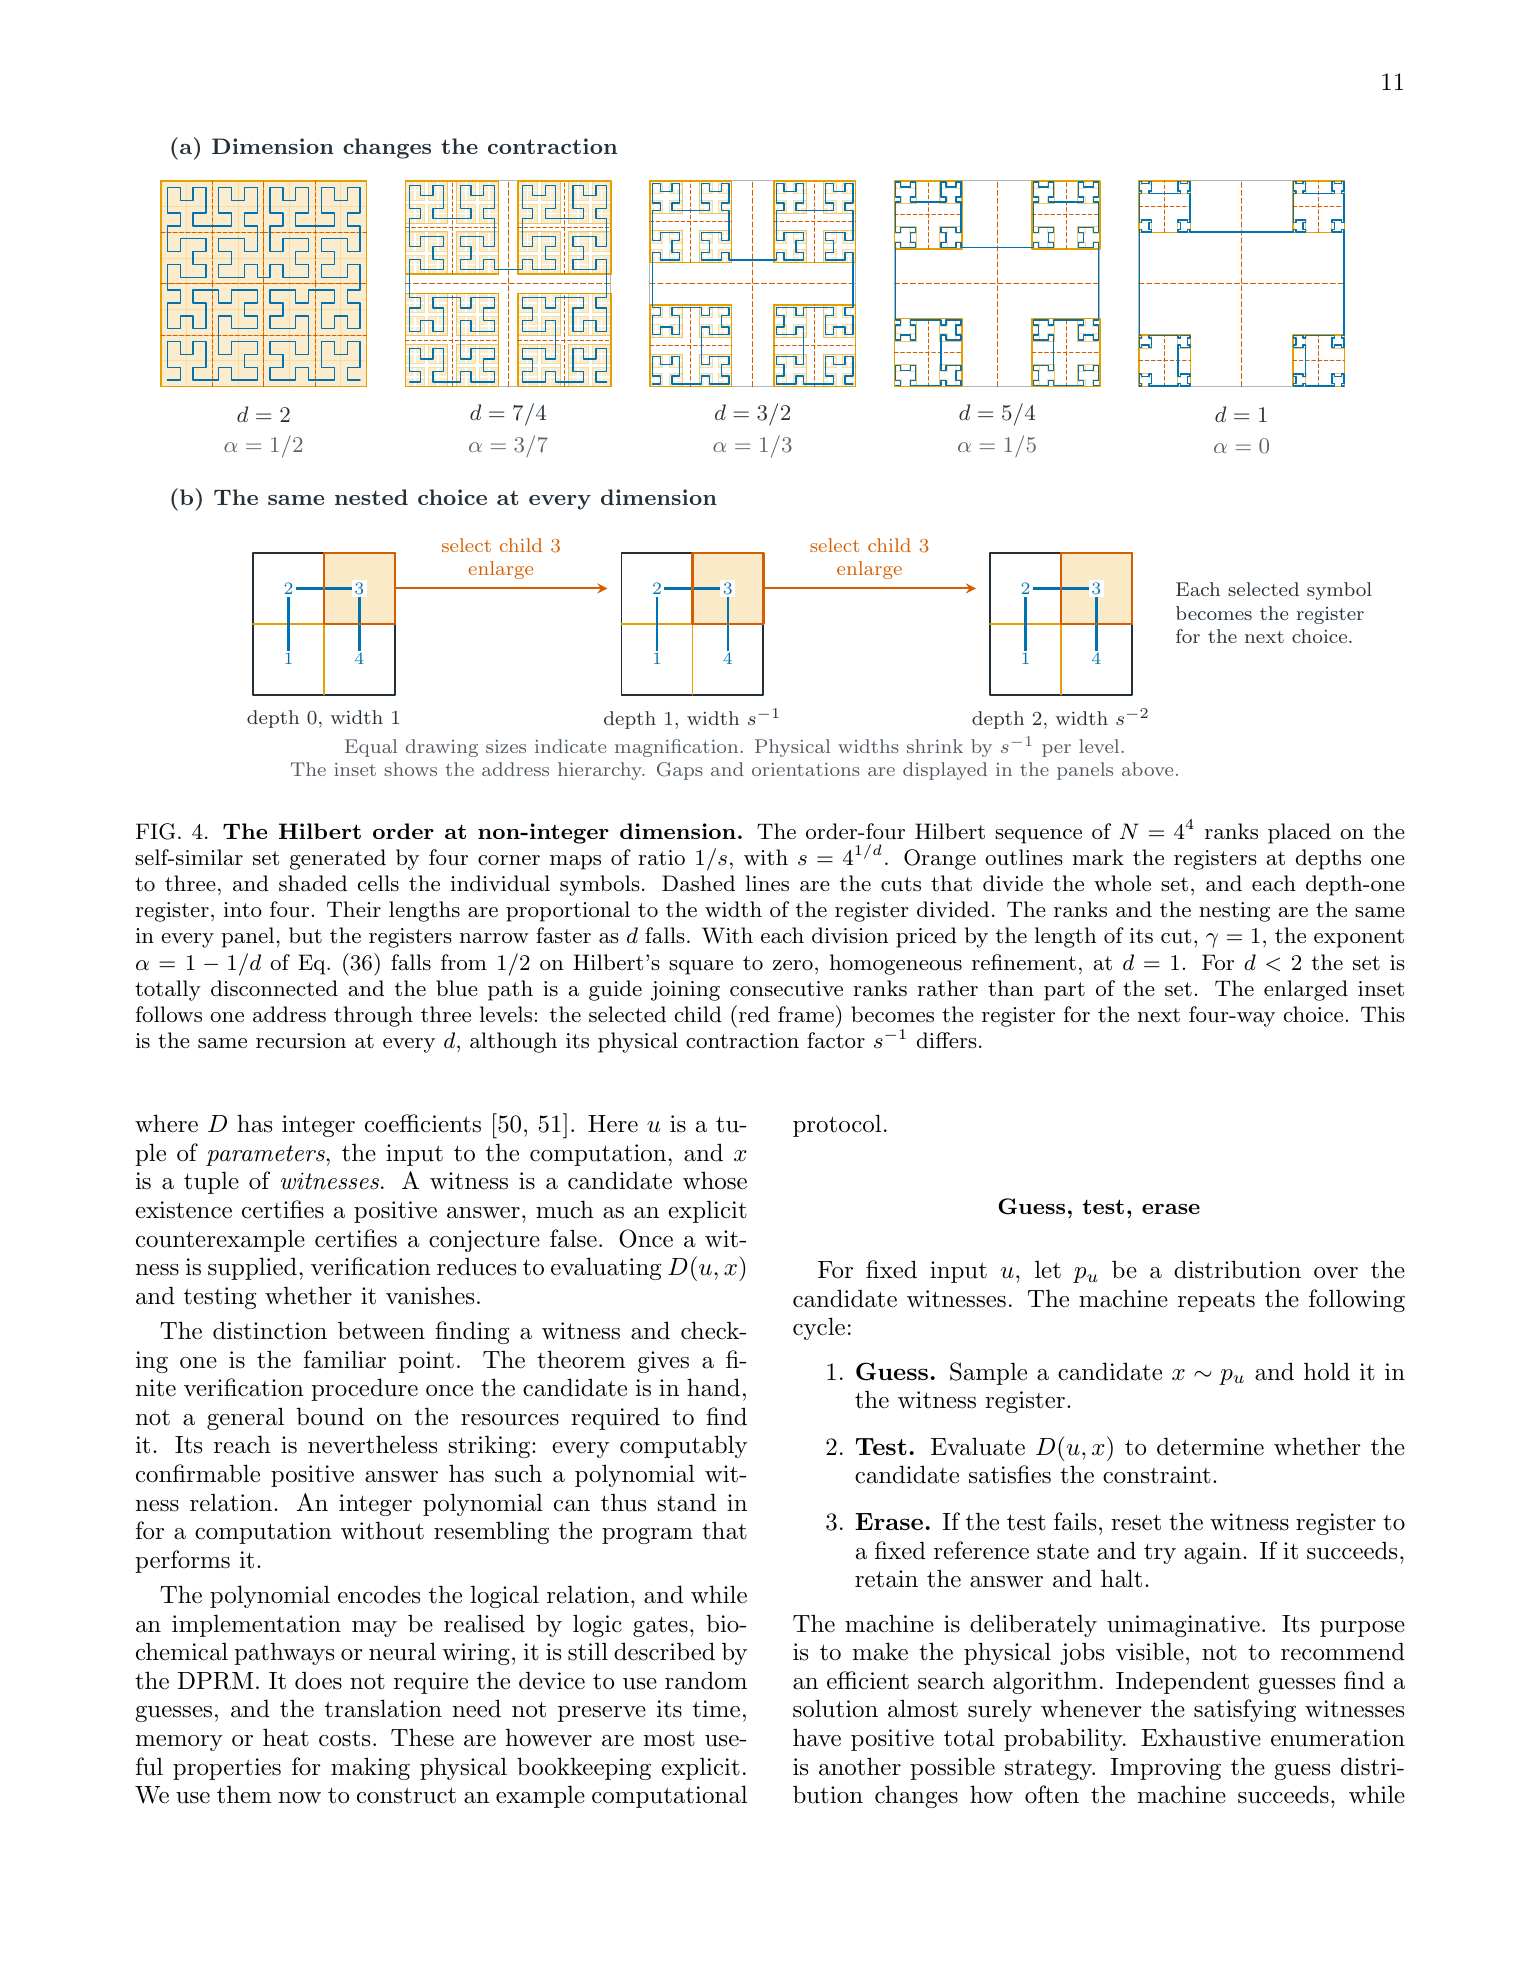 11
(a) Dimension changes the contraction
d = 2
α = 1/2
d = 7/4
α = 3/7
d = 3/2
α = 1/3
d = 5/4
α = 1/5
d = 1
α = 0
(b) The same nested choice at every dimension
2 3
1 4
depth 0, width 1
select child 3
enlarge
2 3
1 4
depth 1, width s⁻¹
select child 3
enlarge
2 3
1 4
depth 2, width s⁻²
Each selected symbol
becomes the register
for the next choice.
Equal drawing sizes indicate magnification. Physical widths shrink by s⁻¹ per level.
The inset shows the address hierarchy. Gaps and orientations are displayed in the panels above.
FIG. 4. The Hilbert order at non-integer dimension. The order-four Hilbert sequence of N = 4⁴ ranks placed on the
self-similar set generated by four corner maps of ratio 1/s, with s = 4^{1/d}. Orange outlines mark the registers at depths one
to three, and shaded cells the individual symbols. Dashed lines are the cuts that divide the whole set, and each depth-one
register, into four. Their lengths are proportional to the width of the register divided. The ranks and the nesting are the same
in every panel, but the registers narrow faster as d falls. With each division priced by the length of its cut, γ = 1, the exponent
α = 1 − 1/d of Eq. (36) falls from 1/2 on Hilbert's square to zero, homogeneous refinement, at d = 1. For d < 2 the set is
totally disconnected and the blue path is a guide joining consecutive ranks rather than part of the set. The enlarged inset
follows one address through three levels: the selected child (red frame) becomes the register for the next four-way choice. This
is the same recursion at every d, although its physical contraction factor s⁻¹ differs.
where D has integer coefficients [50, 51]. Here u is a tu-
ple of parameters, the input to the computation, and x
is a tuple of witnesses. A witness is a candidate whose
existence certifies a positive answer, much as an explicit
counterexample certifies a conjecture false. Once a wit-
ness is supplied, verification reduces to evaluating D(u, x)
and testing whether it vanishes.
The distinction between finding a witness and check-
ing one is the familiar point. The theorem gives a fi-
nite verification procedure once the candidate is in hand,
not a general bound on the resources required to find
it. Its reach is nevertheless striking: every computably
confirmable positive answer has such a polynomial wit-
ness relation. An integer polynomial can thus stand in
for a computation without resembling the program that
performs it.
The polynomial encodes the logical relation, and while
an implementation may be realised by logic gates, bio-
chemical pathways or neural wiring, it is still described by
the DPRM. It does not require the device to use random
guesses, and the translation need not preserve its time,
memory or heat costs. These are however are most use-
ful properties for making physical bookkeeping explicit.
We use them now to construct an example computational
protocol.
Guess, test, erase
For fixed input u, let p_u be a distribution over the
candidate witnesses. The machine repeats the following
cycle:
1. Guess. Sample a candidate x ∼ p_u and hold it in
the witness register.
2. Test. Evaluate D(u, x) to determine whether the
candidate satisfies the constraint.
3. Erase. If the test fails, reset the witness register to
a fixed reference state and try again. If it succeeds,
retain the answer and halt.
The machine is deliberately unimaginative. Its purpose
is to make the physical jobs visible, not to recommend
an efficient search algorithm. Independent guesses find a
solution almost surely whenever the satisfying witnesses
have positive total probability. Exhaustive enumeration
is another possible strategy. Improving the guess distri-
bution changes how often the machine succeeds, while